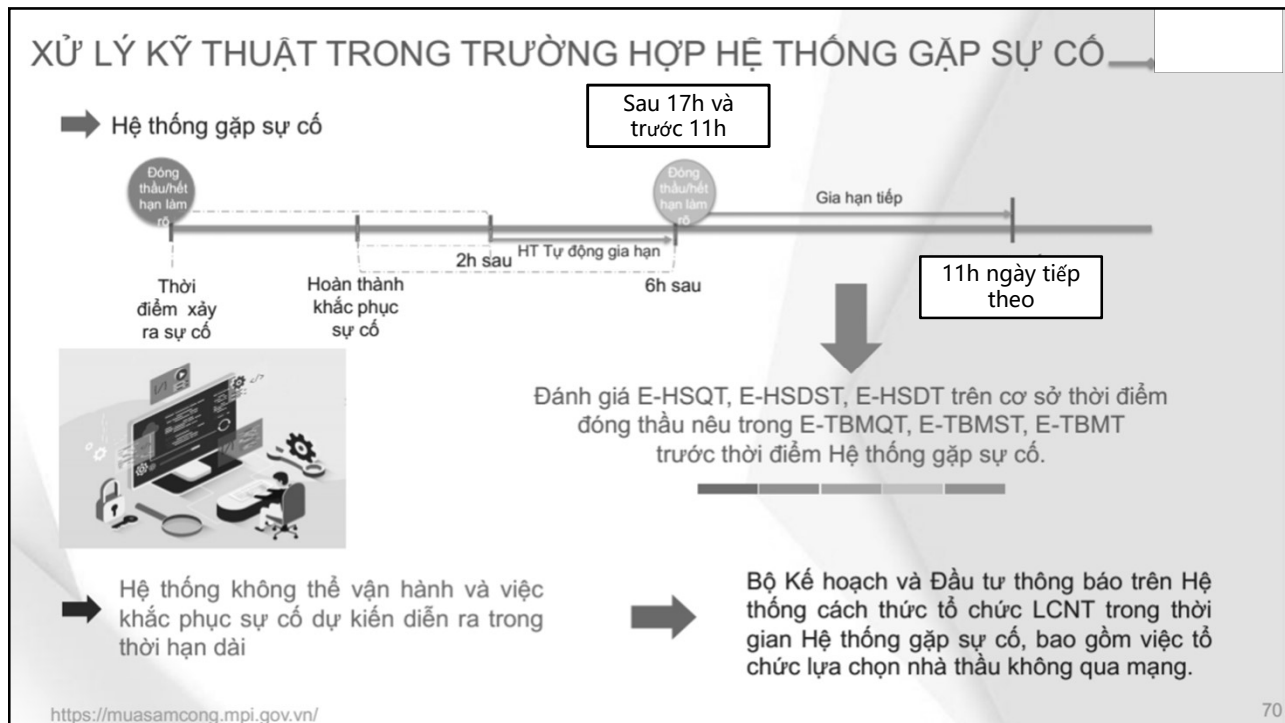 XỬ LÝ KỸ THUẬT TRONG TRƯỜNG HỢP HỆ THỐNG GẶP SỰ CỐ
Hệ thống gặp sự cố
Sau 17h và
trước 11h
Đóng
thầu/hết
hạn làm
rõ
Đóng
thầu/hết
hạn làm
rõ
Gia hạn tiếp
HT Tự động gia hạn
2h sau
6h sau
Thời
điểm xảy
ra sự cố
Hoàn thành
khắc phục
sự cố
11h ngày tiếp
theo
Đánh giá E-HSQT, E-HSDST, E-HSDT trên cơ sở thời điểm
đóng thầu nêu trong E-TBMQT, E-TBMST, E-TBMT
trước thời điểm Hệ thống gặp sự cố.
Hệ thống không thể vận hành và việc
khắc phục sự cố dự kiến diễn ra trong
thời hạn dài
Bộ Kế hoạch và Đầu tư thông báo trên Hệ
thống cách thức tổ chức LCNT trong thời
gian Hệ thống gặp sự cố, bao gồm việc tổ
chức lựa chọn nhà thầu không qua mạng.
https://muasamcong.mpi.gov.vn/
70